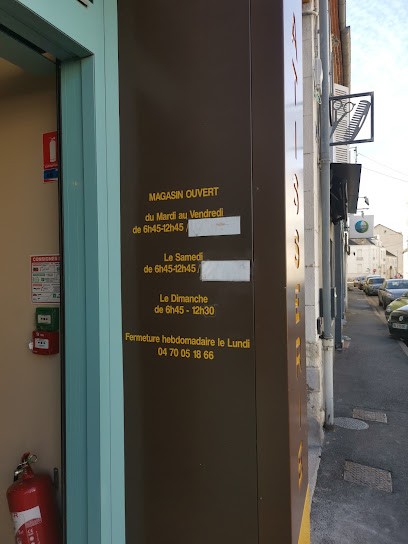 MAGASIN OUVERT
du Mardi au Vendredi
de 6h45-12h45 /
Le Samedi
de 6h45-12h45 /
Le Dimanche
de 6h45 - 12h30
Fermeture hebdomadaire le Lundi
04 70 05 18 66